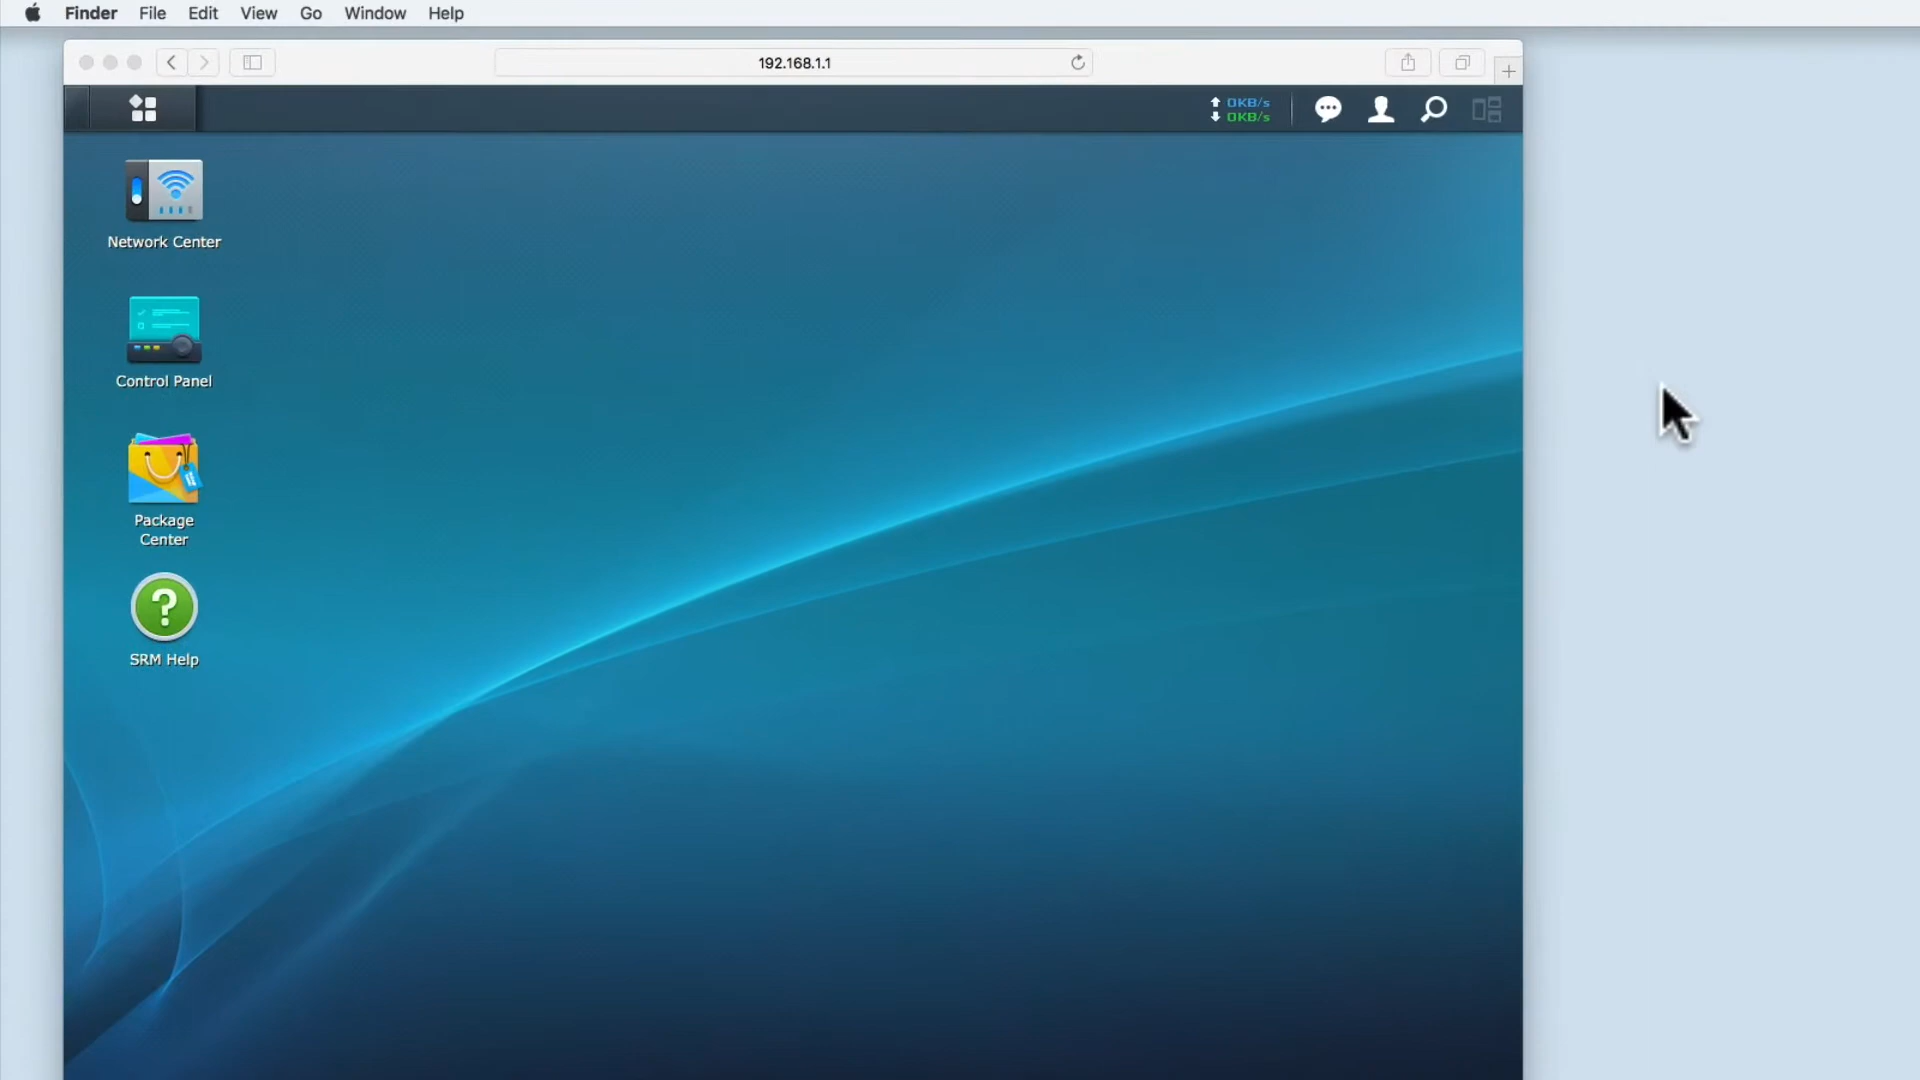 Finder File Edit View Go Window Help
192.168.1.1
0KB/s
0KB/s
Network Center
Control Panel
Package
Center
SRM Help